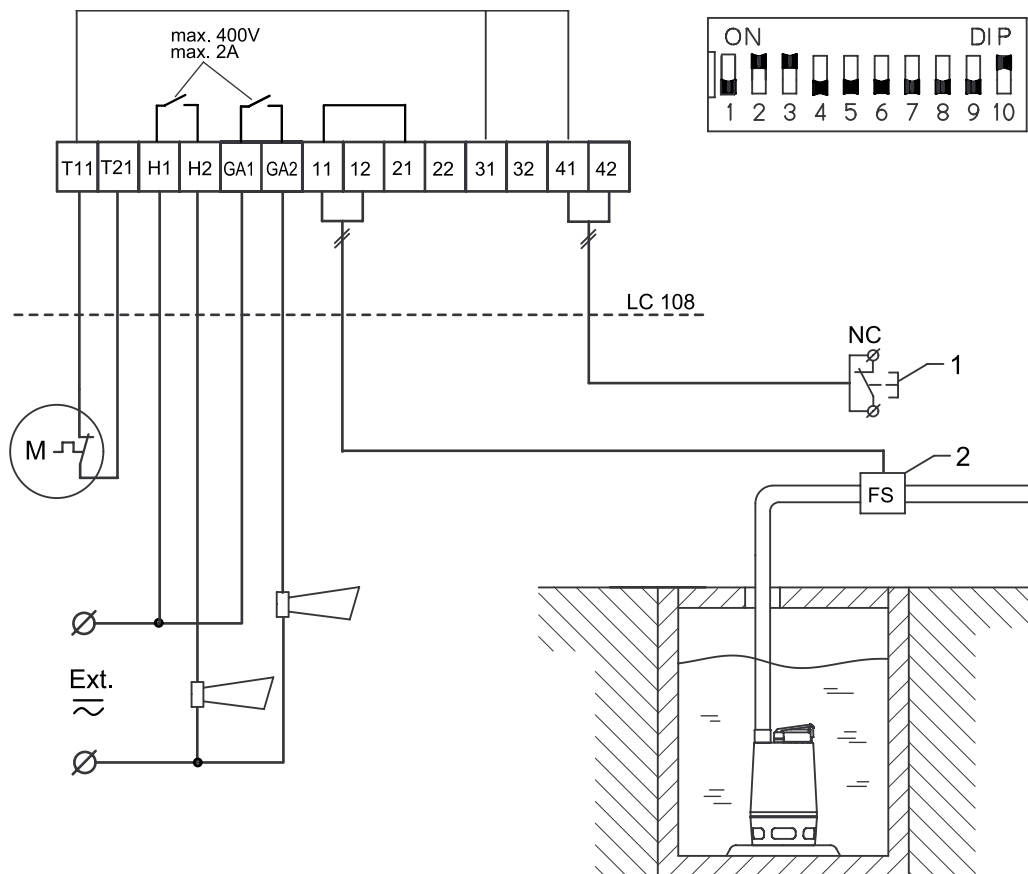 max. 400V
max. 2A
ON DIP
1 2 3 4 5 6 7 8 9 10
T11 T21 H1 H2 GA1 GA2 11 12 21 22 31 32 41 42
LC 108
NC
1
M
2
FS
Ext.